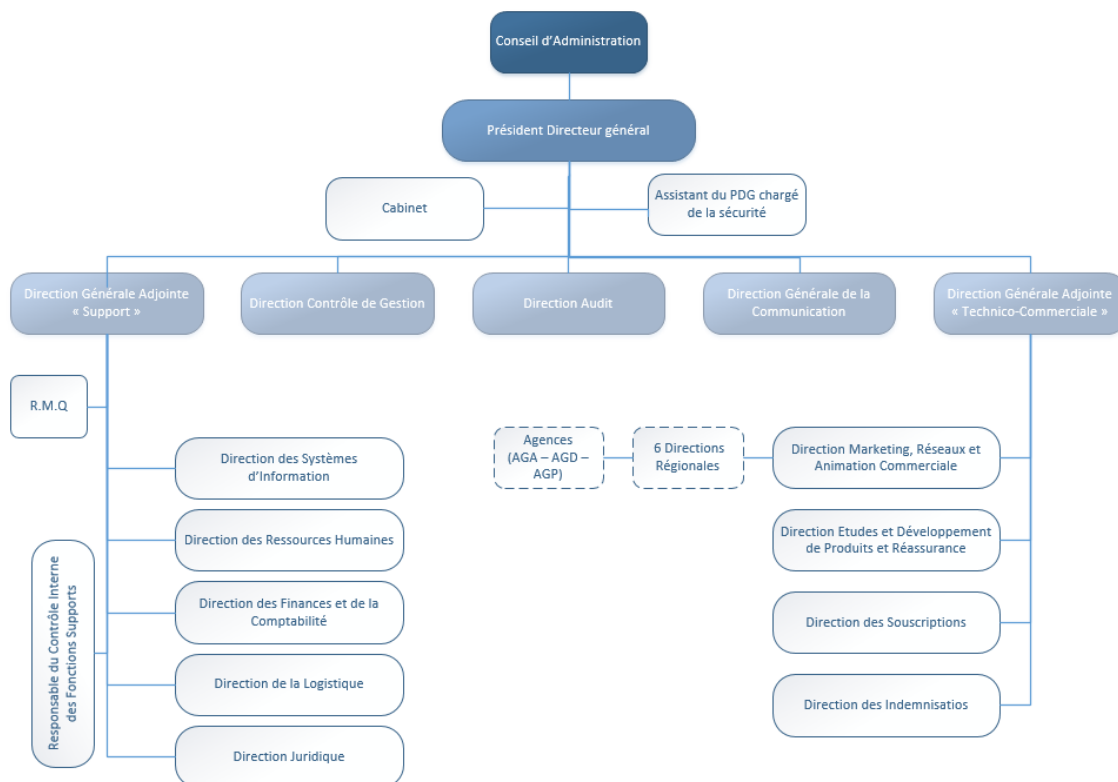 Conseil d'Administration
Président Directeur général
Cabinet
Assistant du PDG chargé
de la sécurité
Direction Générale Adjointe
« Support »
Direction Contrôle de Gestion
Direction Audit
Direction Générale de la
Communication
Direction Générale Adjointe
« Technico-Commerciale »
R.M.Q
Direction des Systèmes
d'Information
Direction des Ressources Humaines
Direction des Finances et de la
Comptabilité
Direction de la Logistique
Direction Juridique
Responsable du Contrôle Interne
des Fonctions Supports
Agences
(AGA – AGD –
AGP)
6 Directions
Régionales
Direction Marketing, Réseaux et
Animation Commerciale
Direction Etudes et Développement
de Produits et Réassurance
Direction des Souscriptions
Direction des Indemnisatios